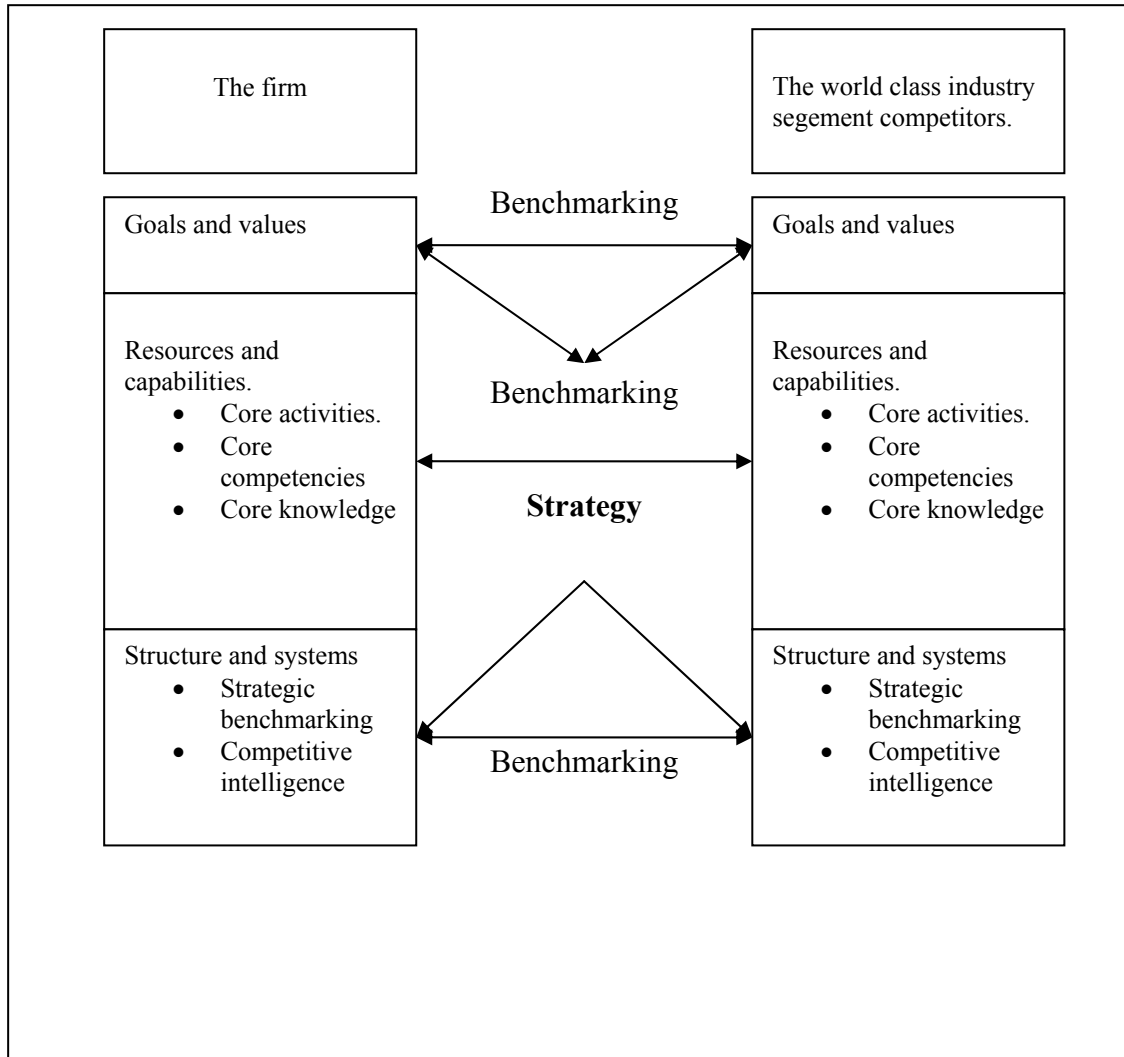 The firm
The world class industry
segement competitors.
Benchmarking
Goals and values
Goals and values
Resources and
capabilities.
• Core activities.
• Core
competencies
• Core knowledge
Benchmarking
Strategy
Resources and
capabilities.
• Core activities.
• Core
competencies
• Core knowledge
Structure and systems
• Strategic
benchmarking
• Competitive
intelligence
Benchmarking
Structure and systems
• Strategic
benchmarking
• Competitive
intelligence